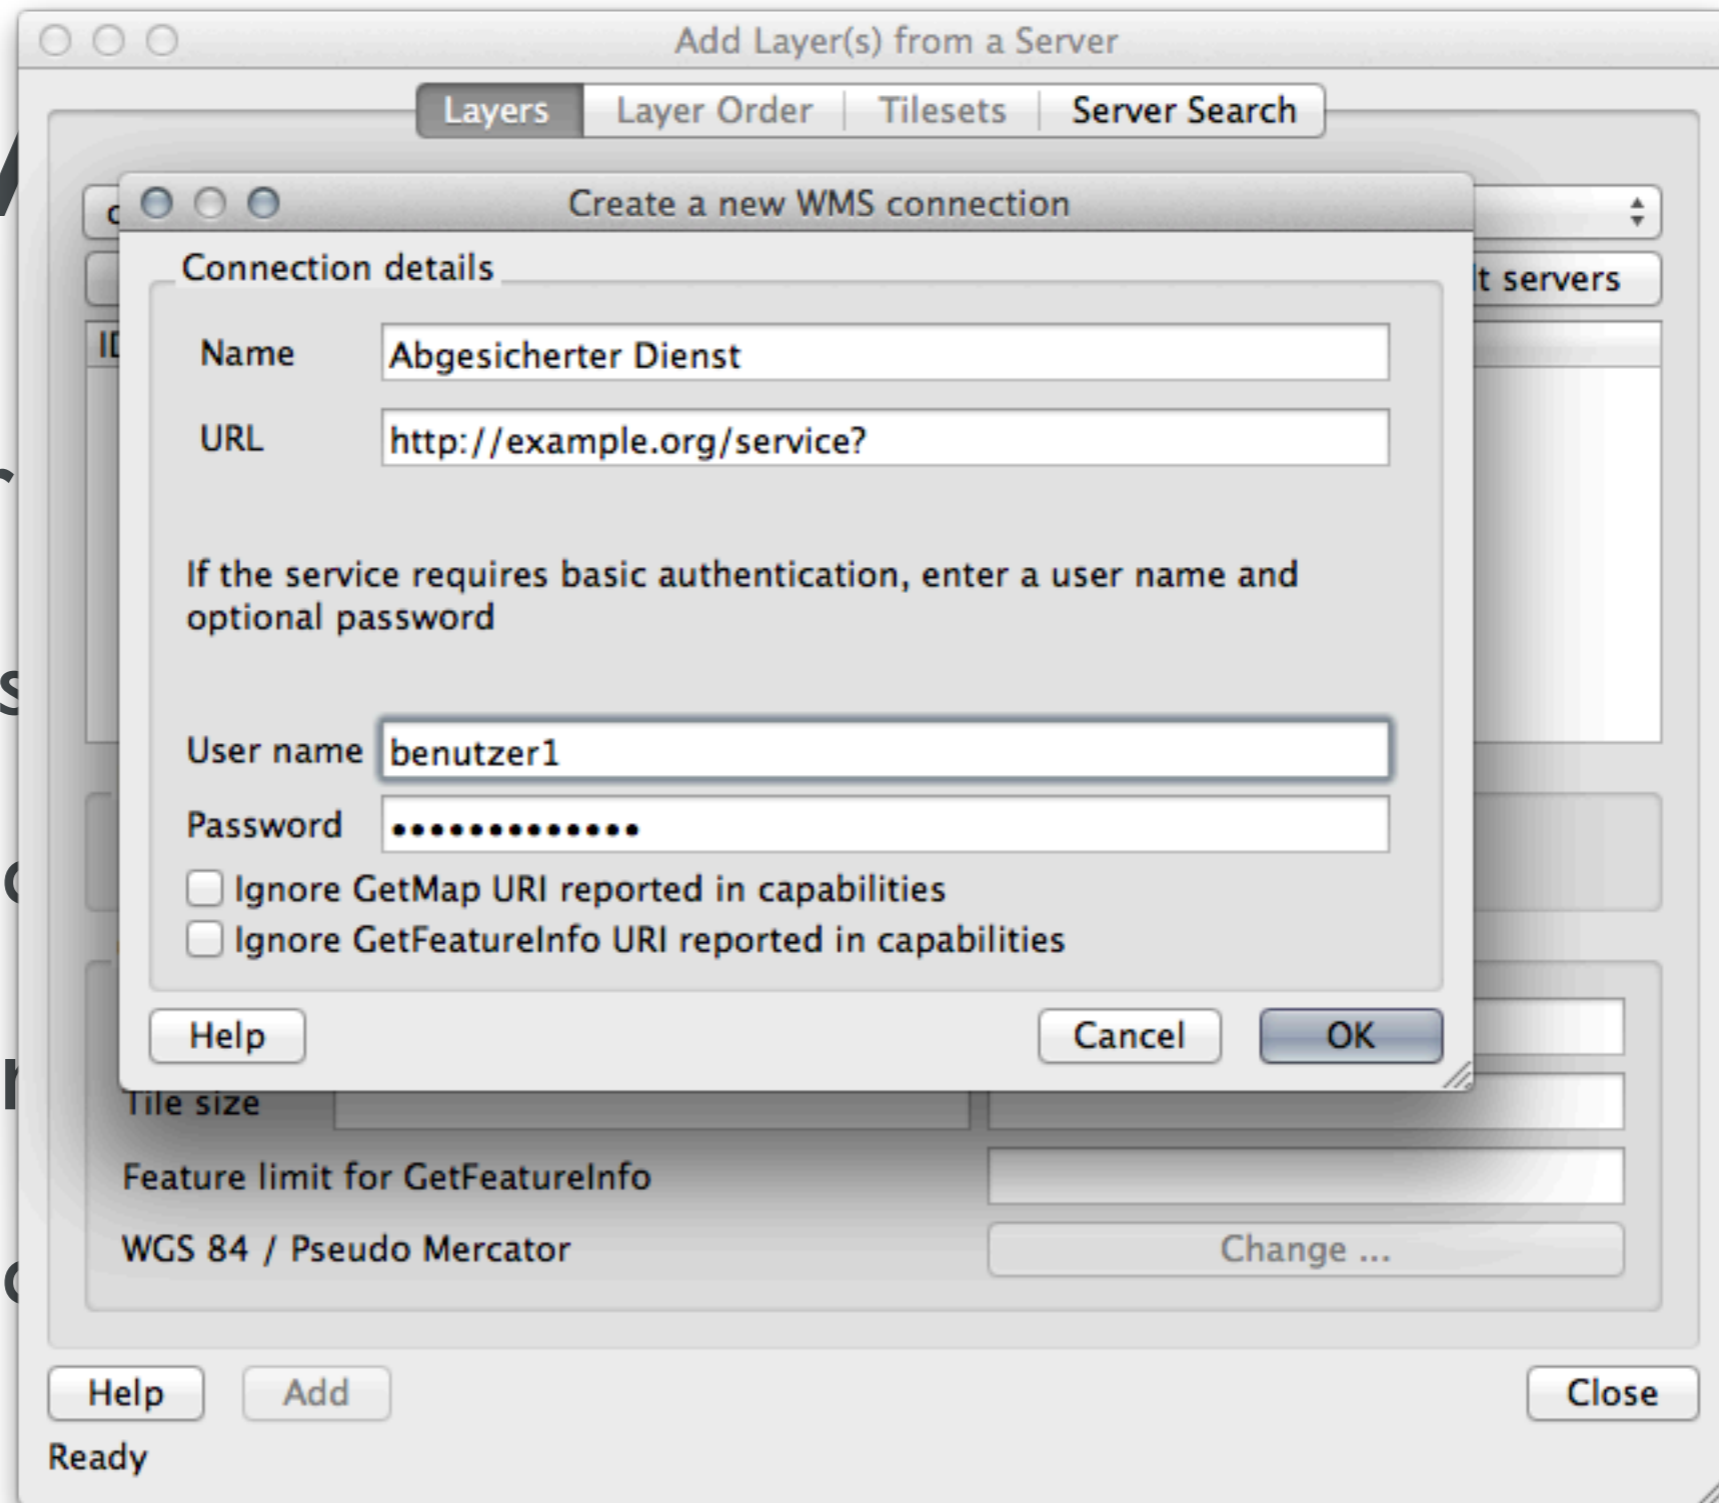 Add Layer(s) from a Server
Layers Layer Order Tilesets Server Search
Create a new WMS connection
Connection details
servers
Name Abgesicherter Dienst
URL http://example.org/service?
If the service requires basic authentication, enter a user name and
optional password
User name benutzer1
Password •••••••••••••
Ignore GetMap URI reported in capabilities
Ignore GetFeatureInfo URI reported in capabilities
Help Cancel OK
Tile size
Feature limit for GetFeatureInfo
WGS 84 / Pseudo Mercator Change ...
Help Add Close
Ready